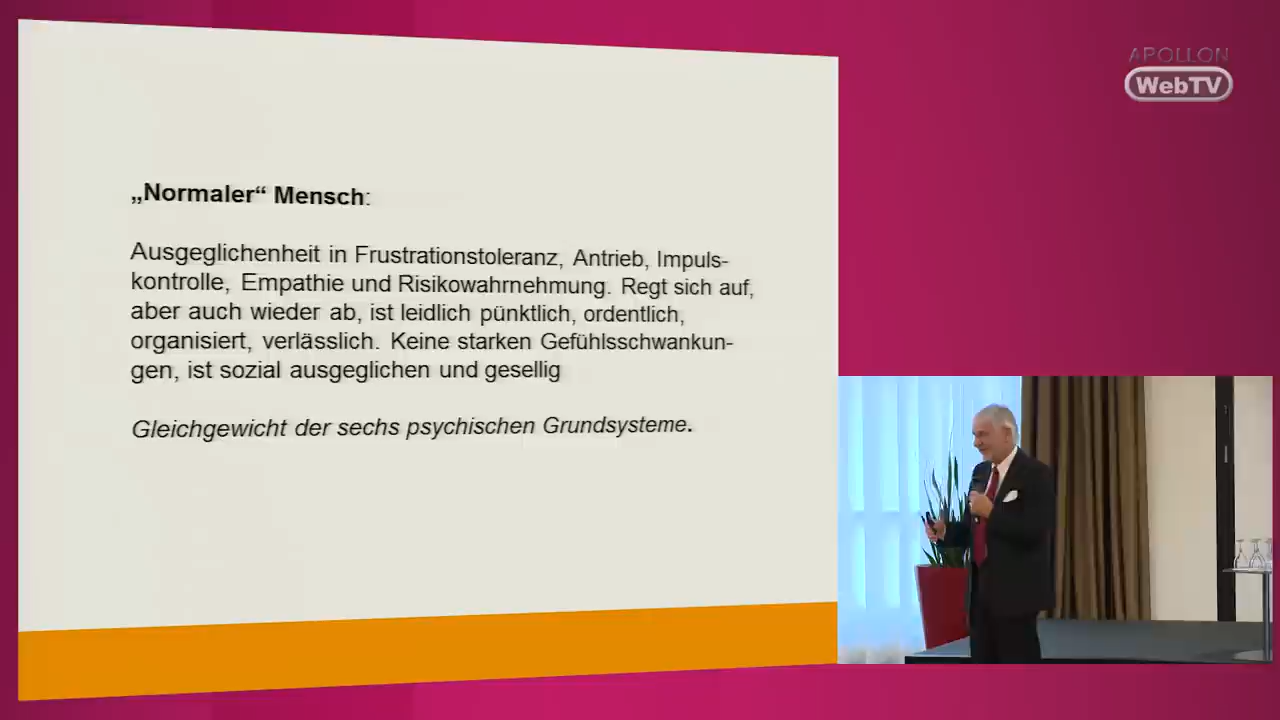 APOLLON
WebTV
„Normaler“ Mensch:
Ausgeglichenheit in Frustrationstoleranz, Antrieb, Impuls-
kontrolle, Empathie und Risikowahrnehmung. Regt sich auf,
aber auch wieder ab, ist leidlich pünktlich, ordentlich,
organisiert, verlässlich. Keine starken Gefühlsschwankun-
gen, ist sozial ausgeglichen und gesellig
Gleichgewicht der sechs psychischen Grundsysteme.